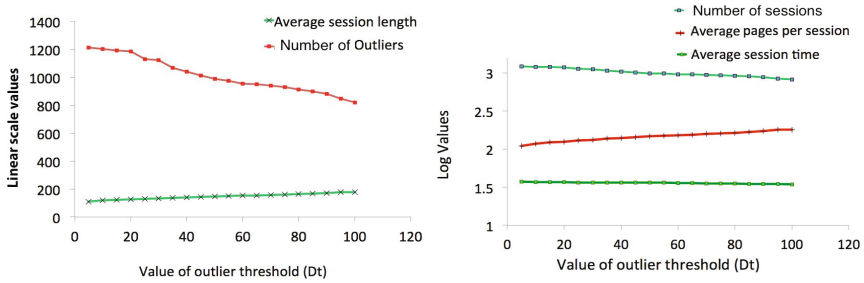 1400
1200
1000
800
600
400
200
0
Linear scale values
Average session length
Number of Outliers
0 20 40 60 80 100 120
Value of outlier threshold (Dt)
Number of sessions
Average pages per session
Average session time
3
2.5
2
1.5
1
Log Values
0 20 40 60 80 100 120
Value of outlier threshold (Dt)